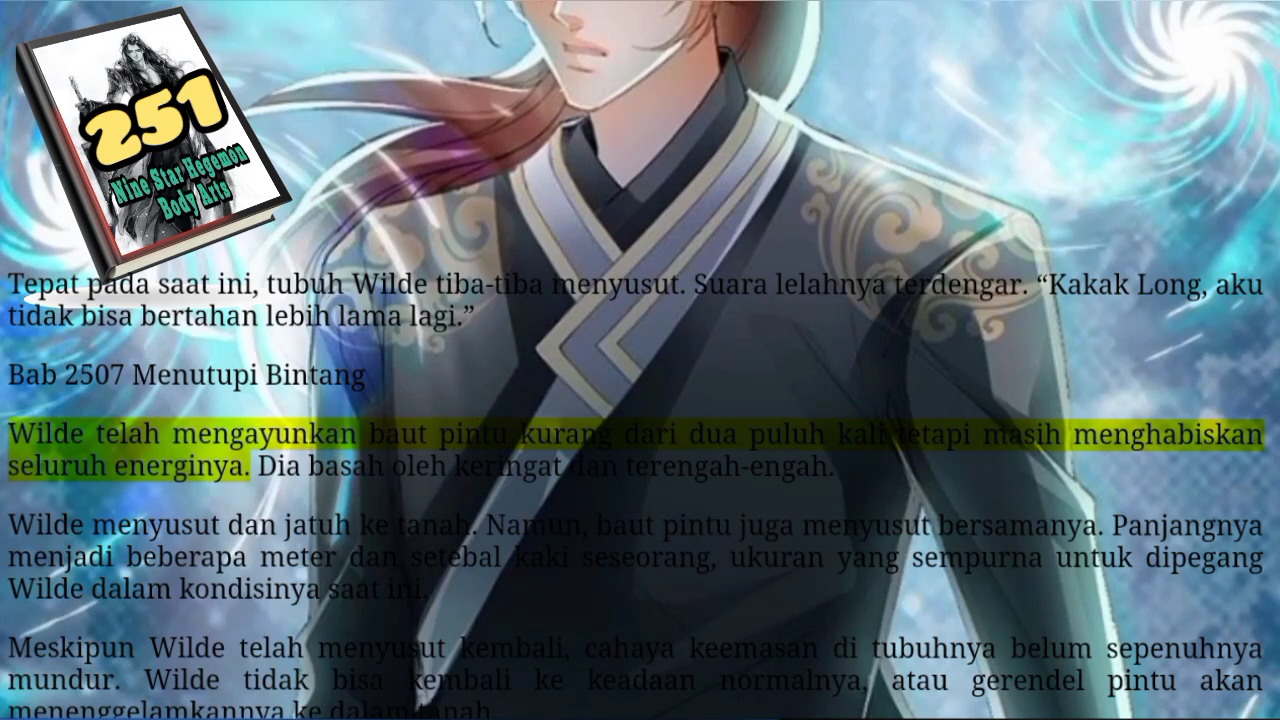 251
Nine Star Hegemon
Body Arts
Tepat pada saat ini, tubuh Wilde tiba-tiba menyusut. Suara lelahnya terdengar. “Kakak Long, aku
tidak bisa bertahan lebih lama lagi.”
Bab 2507 Menutupi Bintang
Wilde telah mengayunkan baut pintu kurang dari dua puluh kali tetapi masih menghabiskan
seluruh energinya. Dia basah oleh keringat dan terengah-engah.
Wilde menyusut dan jatuh ke tanah. Namun, baut pintu juga menyusut bersamanya. Panjangnya
menjadi beberapa meter dan setebal kaki seseorang, ukuran yang sempurna untuk dipegang
Wilde dalam kondisinya saat ini.
Meskipun Wilde telah menyusut kembali, cahaya keemasan di tubuhnya belum sepenuhnya
mundur. Wilde tidak bisa kembali ke keadaan normalnya, atau gerendel pintu akan
menenggelamkannya ke dalam tanah.